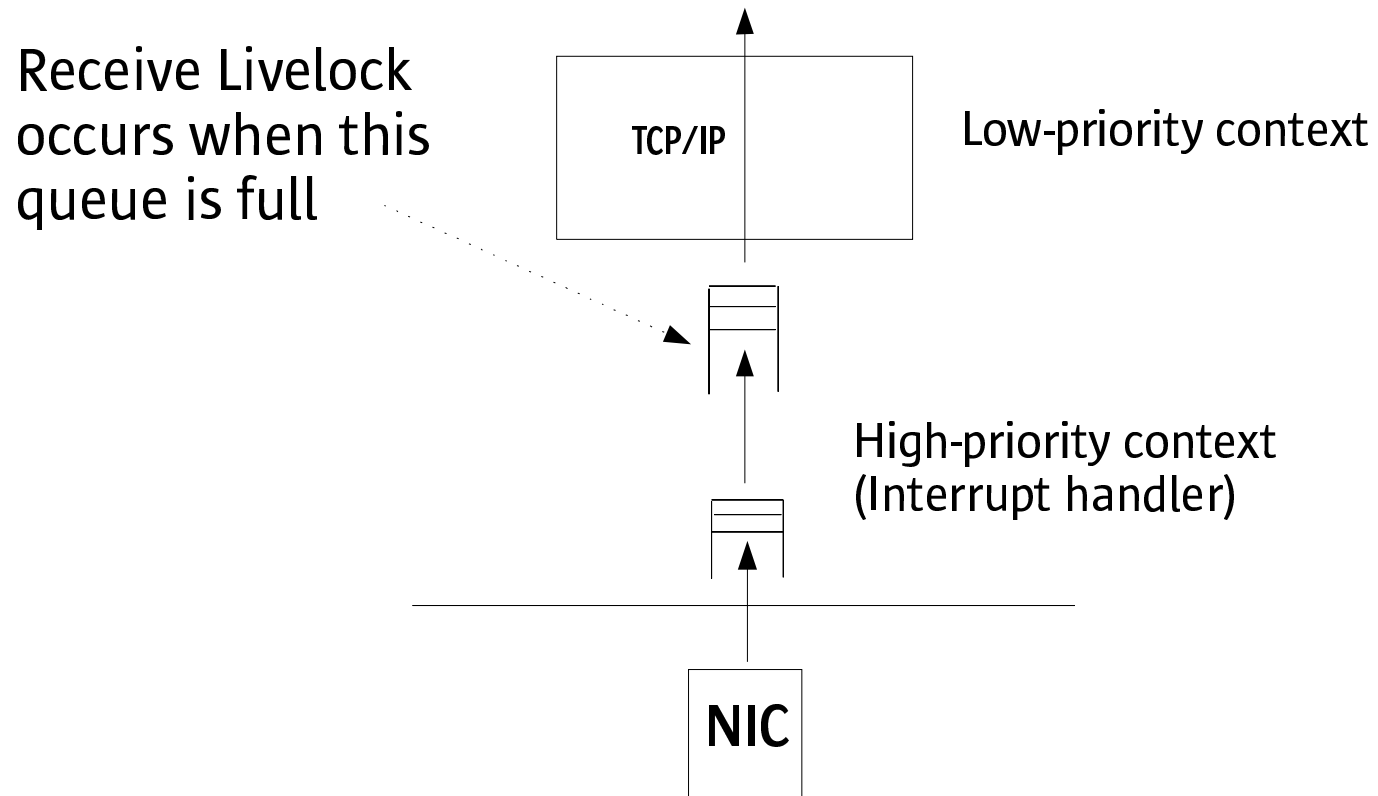 Receive Livelock
occurs when this
queue is full
TCP/IP
Low-priority context
High-priority context
(Interrupt handler)
NIC